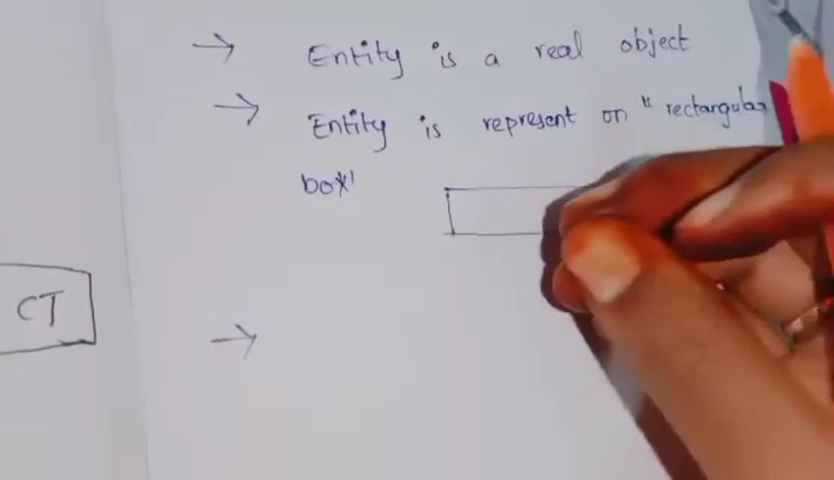 → Entity is a real object
→ Entity is represent on "rectangular
box'
CT
→